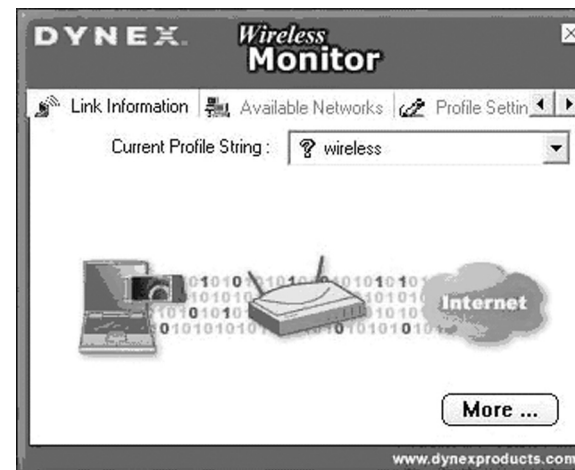 DYNEX
Wireless
Monitor
Link Information Available Networks Profile Settin
Current Profile String : wireless
Internet
More ...
www.dynexproducts.com